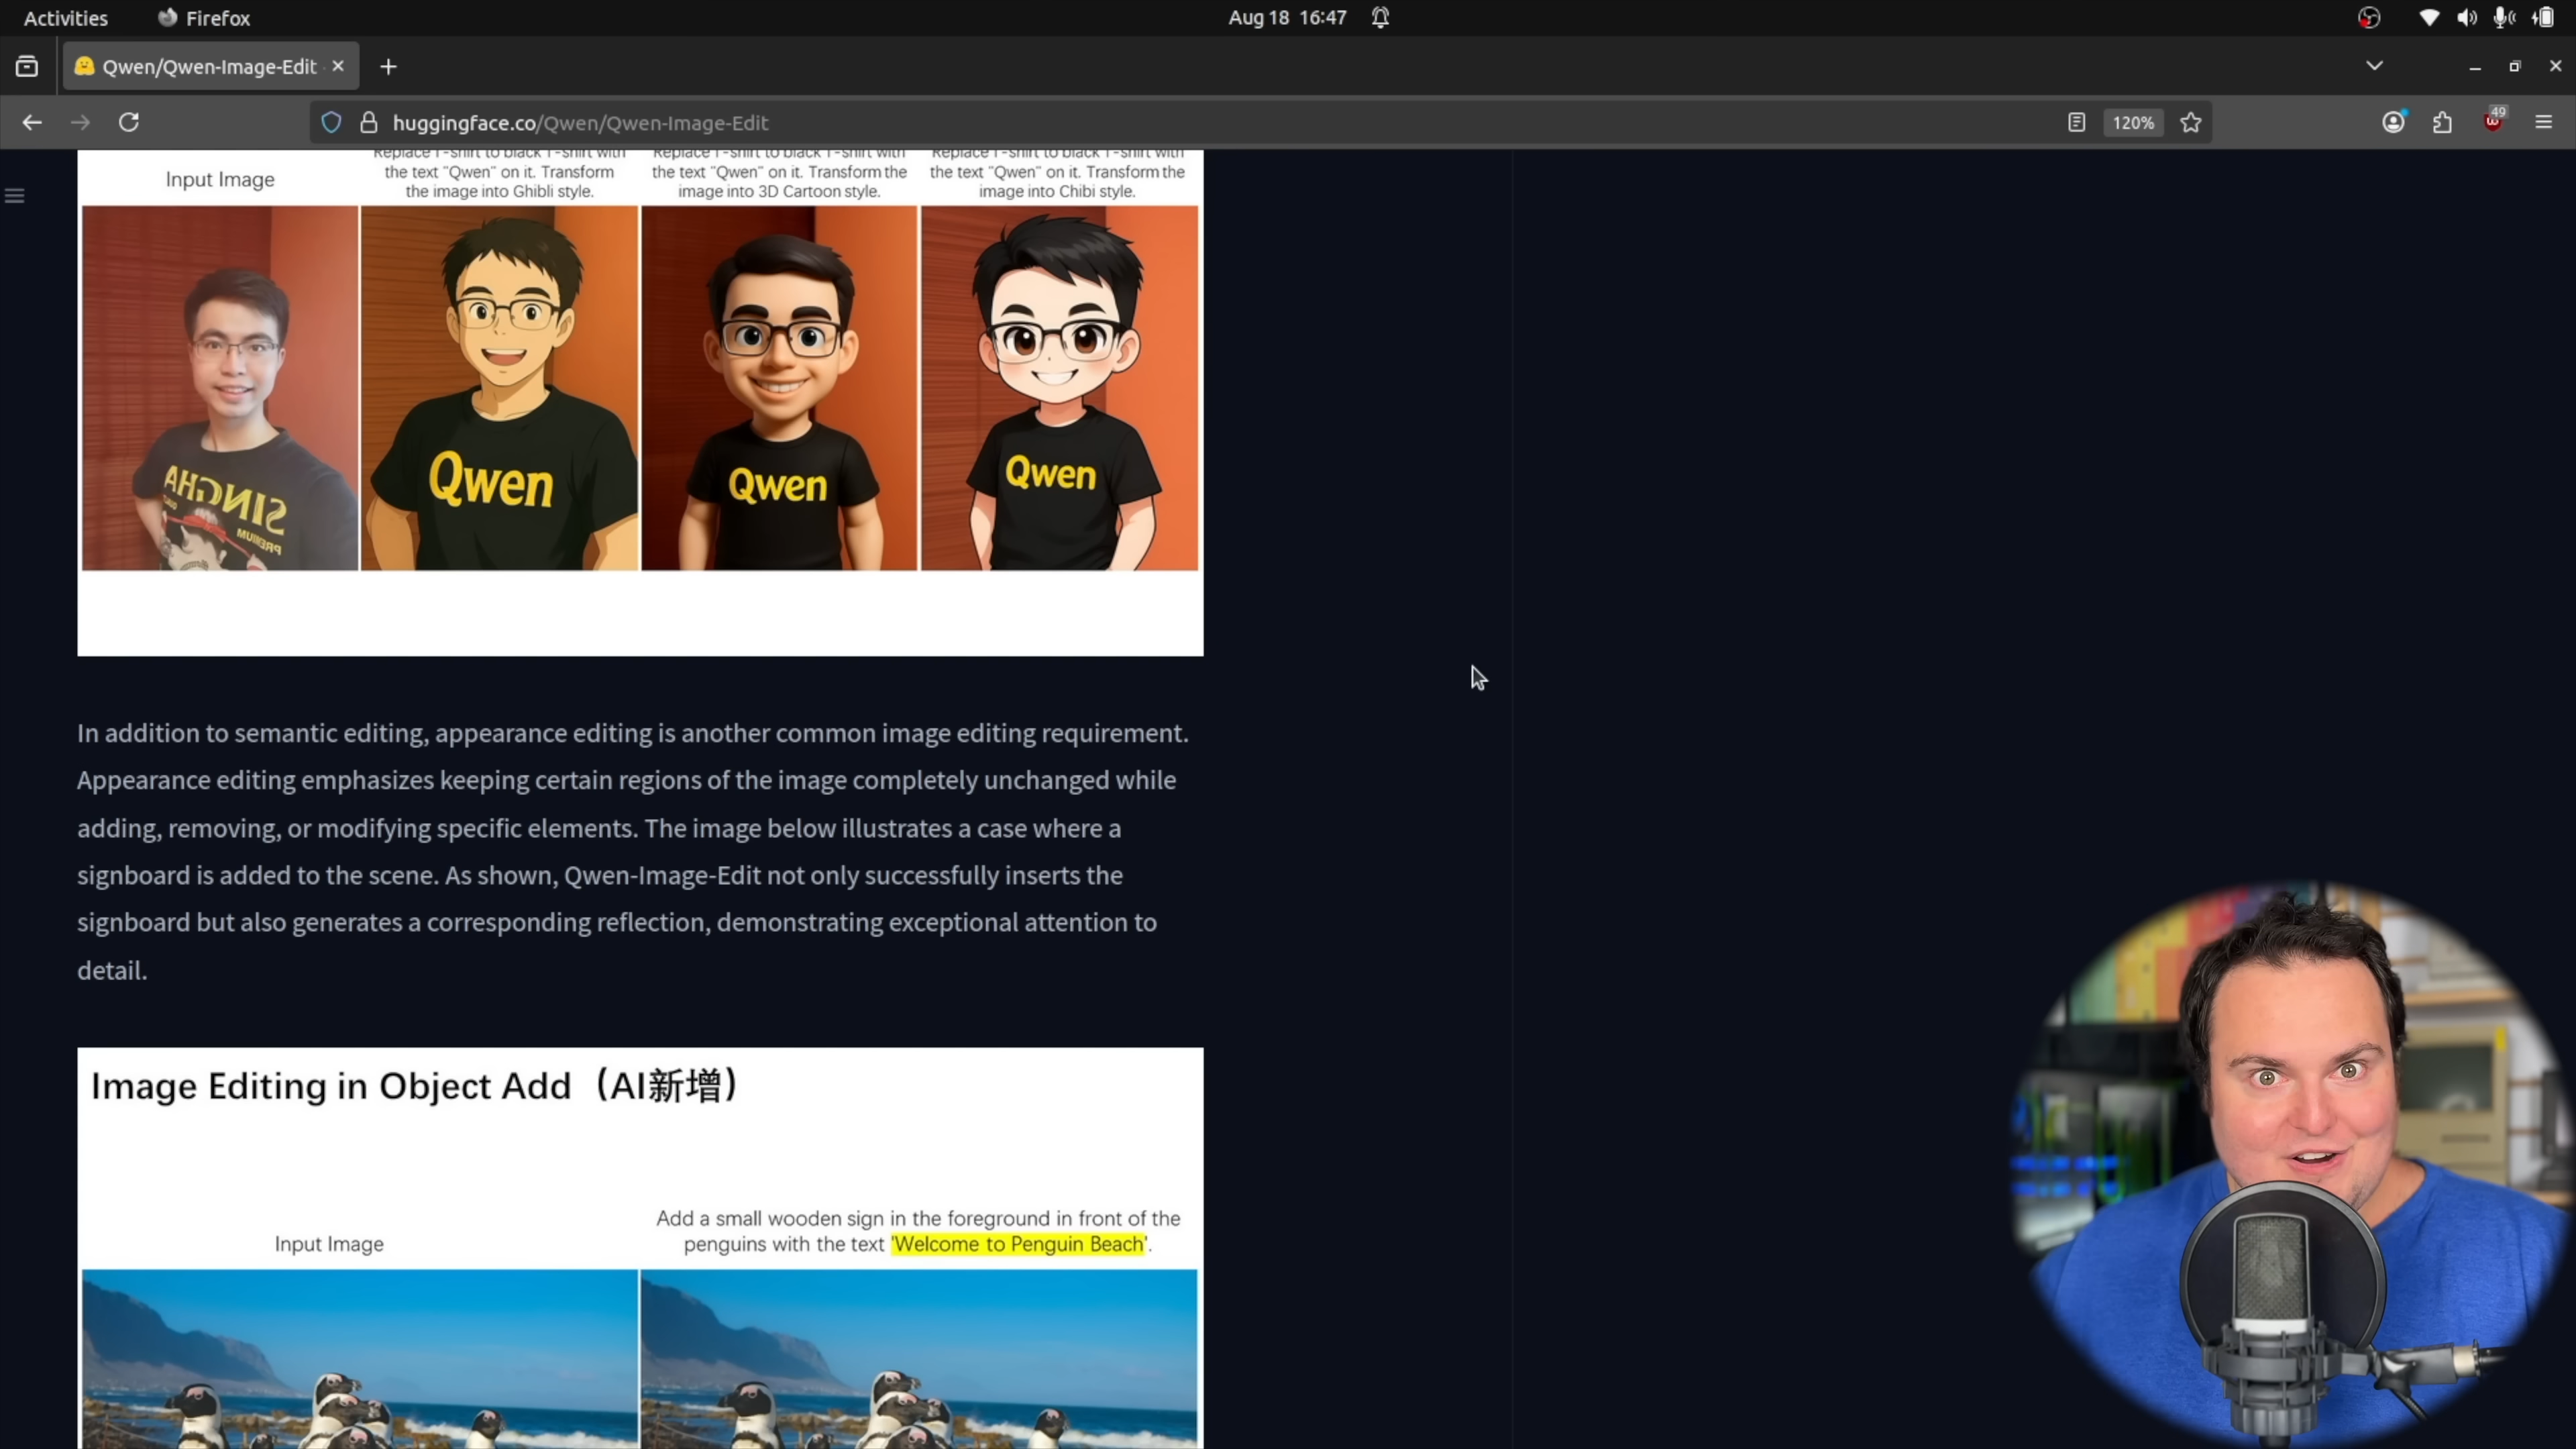 Activities Firefox Aug 18 16:47
Qwen/Qwen-Image-Edit
huggingface.co/Qwen/Qwen-Image-Edit 120% 49
Replace T-shirt to black T-shirt with Replace T-shirt to black T-shirt with Replace T-shirt to black T-shirt with
Input Image the text "Qwen" on it. Transform the text "Qwen" on it. Transform the the text "Qwen" on it. Transform the
the image into Ghibli style. image into 3D Cartoon style. image into Chibi style.
SINGHA
PREMIUM
Qwen Qwen Qwen
In addition to semantic editing, appearance editing is another common image editing requirement.
Appearance editing emphasizes keeping certain regions of the image completely unchanged while
adding, removing, or modifying specific elements. The image below illustrates a case where a
signboard is added to the scene. As shown, Qwen-Image-Edit not only successfully inserts the
signboard but also generates a corresponding reflection, demonstrating exceptional attention to
detail.
Image Editing in Object Add（AI新增）
Add a small wooden sign in the foreground in front of the
Input Image penguins with the text 'Welcome to Penguin Beach'.